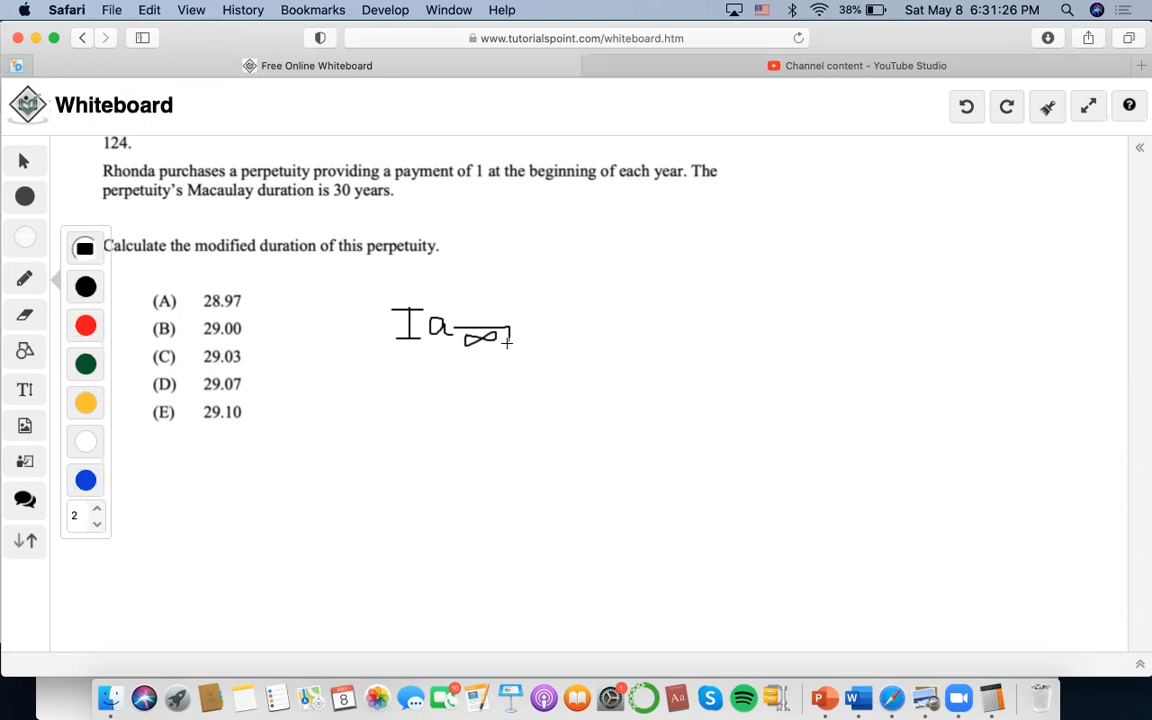 Safari File Edit View History Bookmarks Develop Window Help 38% Sat May 8 6:31:26 PM
www.tutorialspoint.com/whiteboard.htm
Free Online Whiteboard Channel content - YouTube Studio
Whiteboard
124.
Rhonda purchases a perpetuity providing a payment of 1 at the beginning of each year. The
perpetuity's Macaulay duration is 30 years.
Calculate the modified duration of this perpetuity.
(A) 28.97
(B) 29.00
(C) 29.03
(D) 29.07
(E) 29.10
Ia∞
2